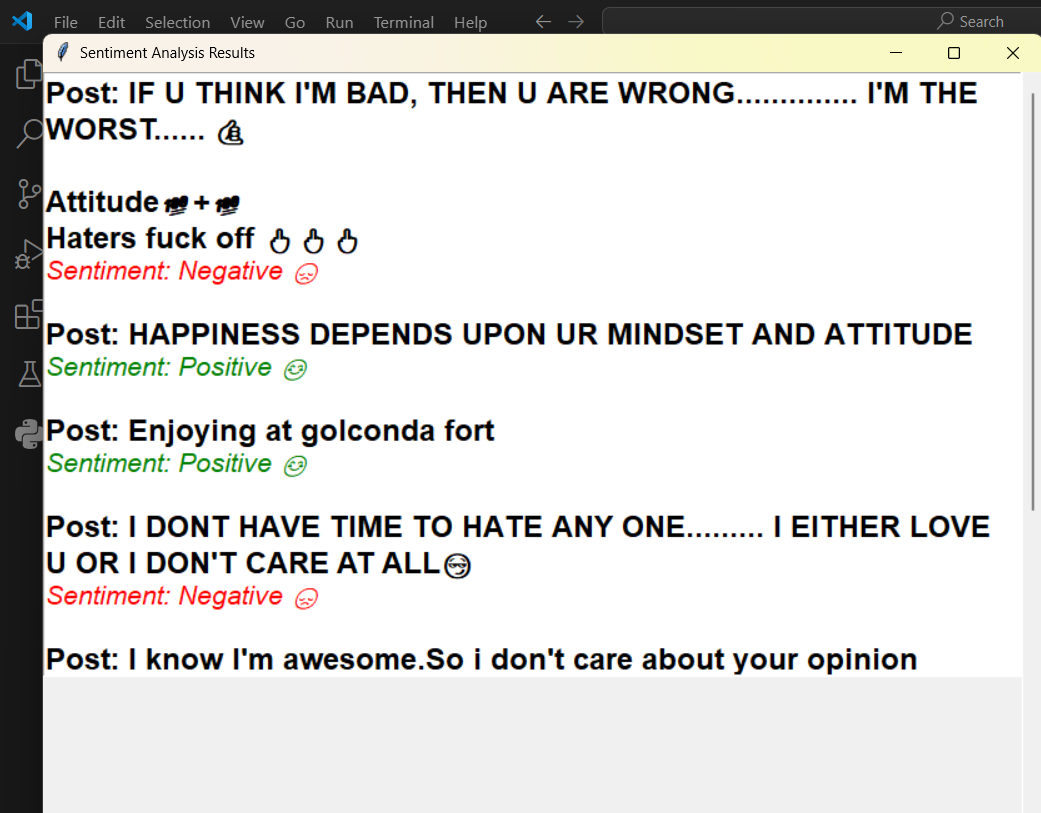 File Edit Selection View Go Run Terminal Help
Search
Sentiment Analysis Results
Post: IF U THINK I'M BAD, THEN U ARE WRONG.............. I'M THE
WORST...... 💪
Attitude💯+💯
Haters fuck off 🖕🖕🖕
Sentiment: Negative 😞
Post: HAPPINESS DEPENDS UPON UR MINDSET AND ATTITUDE
Sentiment: Positive 😊
Post: Enjoying at golconda fort
Sentiment: Positive 😊
Post: I DONT HAVE TIME TO HATE ANY ONE......... I EITHER LOVE
U OR I DON'T CARE AT ALL😎
Sentiment: Negative 😞
Post: I know I'm awesome.So i don't care about your opinion